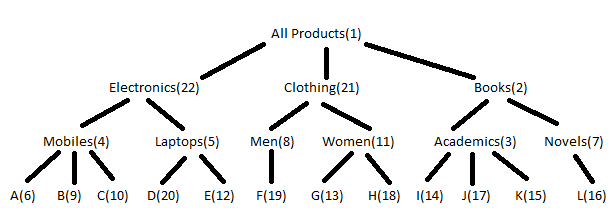 All Products(1)
Electronics(22) Clothing(21) Books(2)
Mobiles(4) Laptops(5) Men(8) Women(11) Academics(3) Novels(7)
A(6) B(9) C(10) D(20) E(12) F(19) G(13) H(18) I(14) J(17) K(15) L(16)